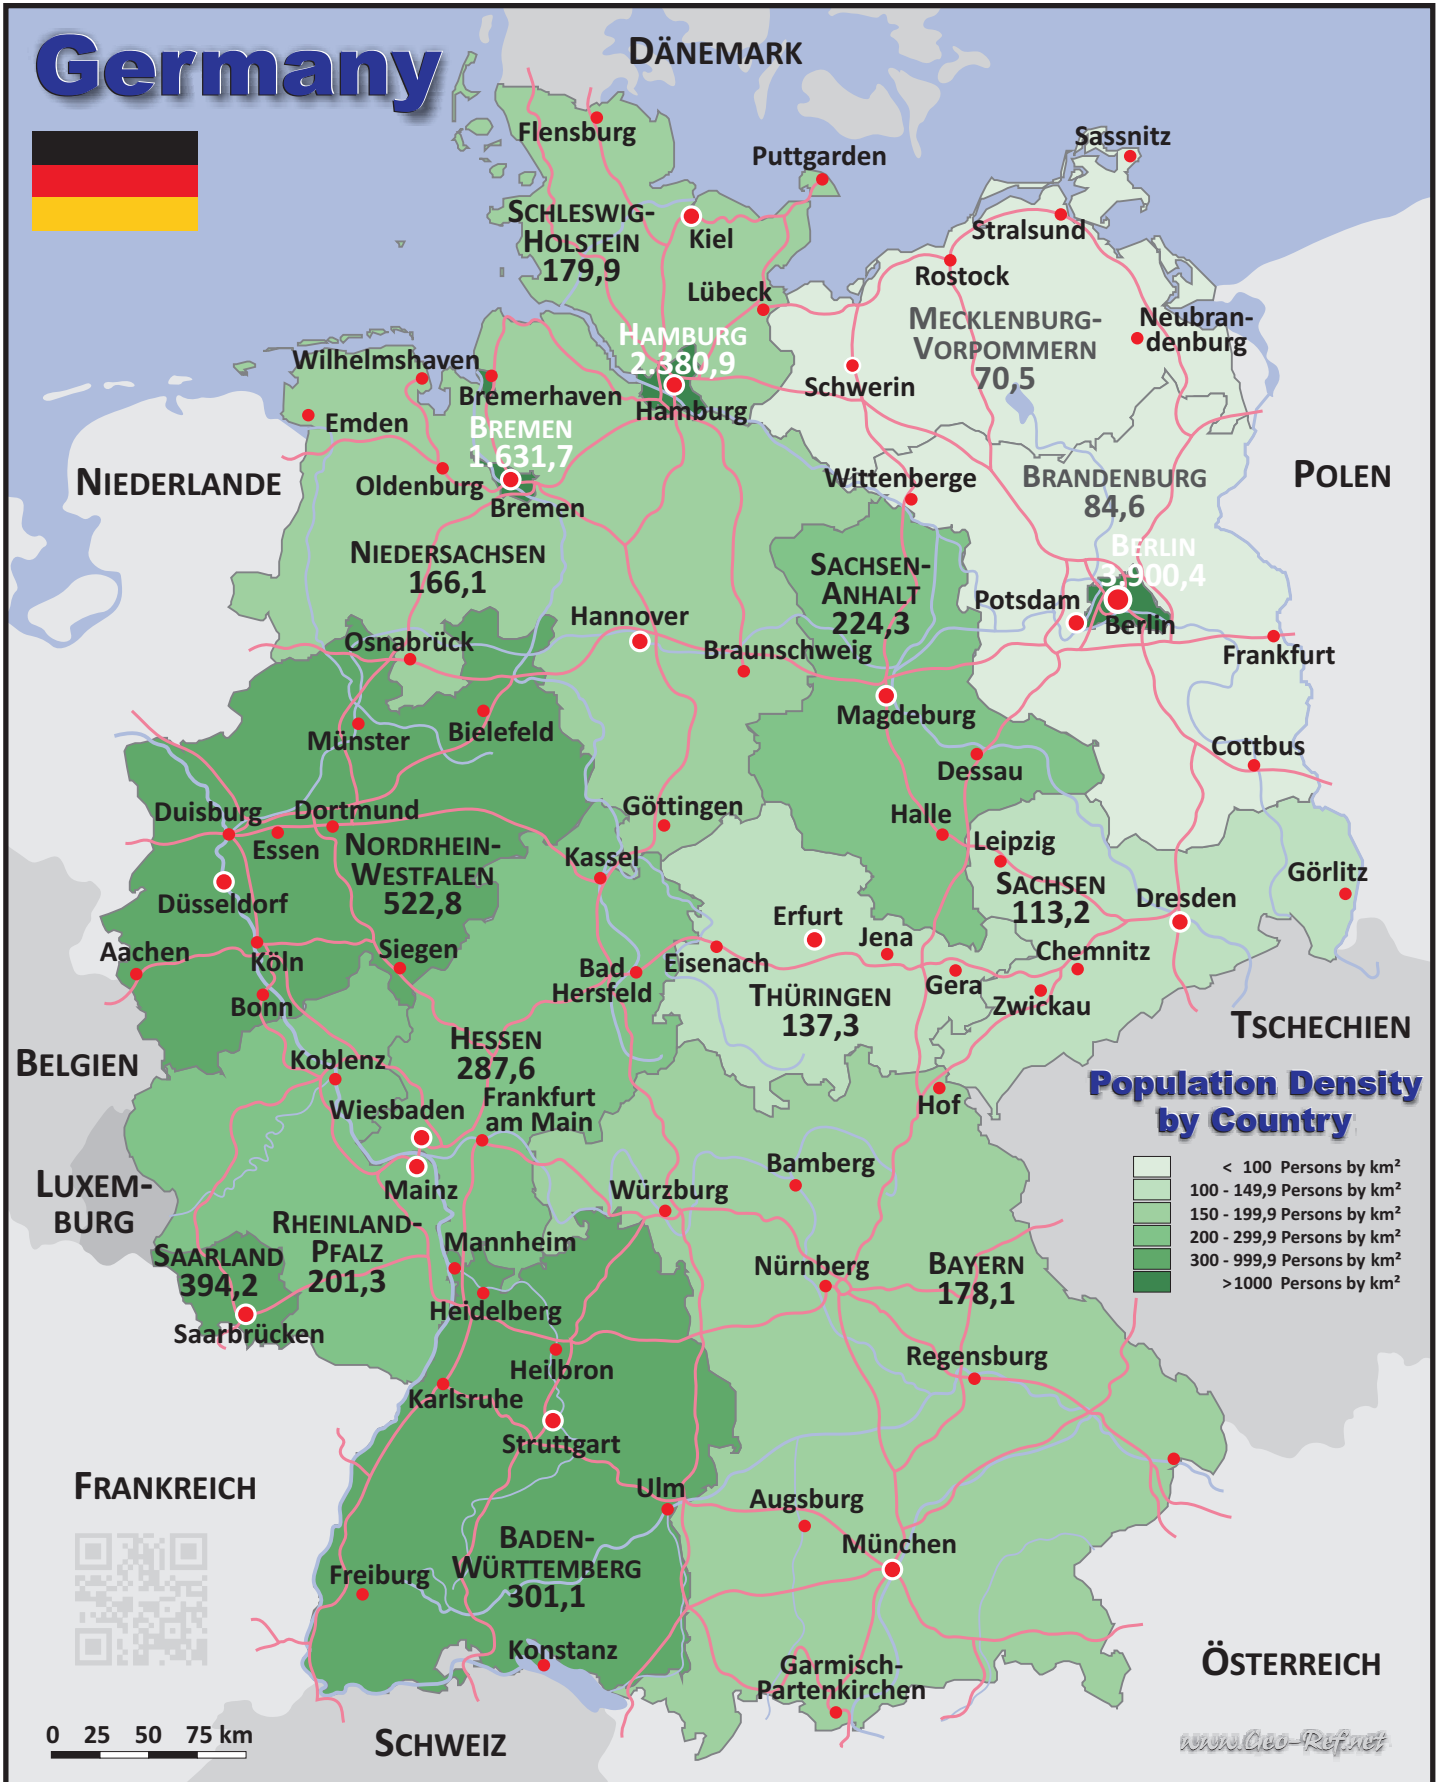 Germany
DÄNEMARK
Flensburg
Sassnitz
Puttgarden
SCHLESWIG-
HOLSTEIN
179,9
Kiel
Stralsund
Rostock
Lübeck
MECKLENBURG-
VORPOMMERN
70,5
Neubran-
denburg
HAMBURG
2.380,9
Hamburg
Schwerin
Wilhelmshaven
Bremerhaven
Emden
BREMEN
1.631,7
Bremen
Oldenburg
NIEDERLANDE
POLEN
Wittenberge
BRANDENBURG
84,6
BERLIN
3.900,4
Berlin
Potsdam
Frankfurt
NIEDERSACHSEN
166,1
SACHSEN-
ANHALT
224,3
Hannover
Osnabrück
Braunschweig
Magdeburg
Münster
Bielefeld
Cottbus
Dessau
Duisburg
Dortmund
Essen
Göttingen
Halle
Leipzig
NORDRHEIN-
WESTFALEN
522,8
Kassel
Görlitz
SACHSEN
113,2
Dresden
Düsseldorf
Erfurt
Jena
Aachen
Köln
Siegen
Bad
Hersfeld
Eisenach
Chemnitz
Gera
Zwickau
Bonn
THÜRINGEN
137,3
TSCHECHIEN
BELGIEN
HESSEN
287,6
Koblenz
Frankfurt
am Main
Wiesbaden
Hof
Population Density
by Country
< 100 Persons by km²
100 - 149,9 Persons by km²
150 - 199,9 Persons by km²
200 - 299,9 Persons by km²
300 - 999,9 Persons by km²
>1000 Persons by km²
LUXEM-
BURG
Mainz
Bamberg
Würzburg
RHEINLAND-
PFALZ
201,3
SAARLAND
394,2
Saarbrücken
Mannheim
Heidelberg
Nürnberg
BAYERN
178,1
Heilbron
Regensburg
Karlsruhe
Struttgart
FRANKREICH
Ulm
Augsburg
München
BADEN-
WÜRTTEMBERG
301,1
Freiburg
Konstanz
Garmisch-
Partenkirchen
ÖSTERREICH
SCHWEIZ
0 25 50 75 km
www.Geo-Ref.net